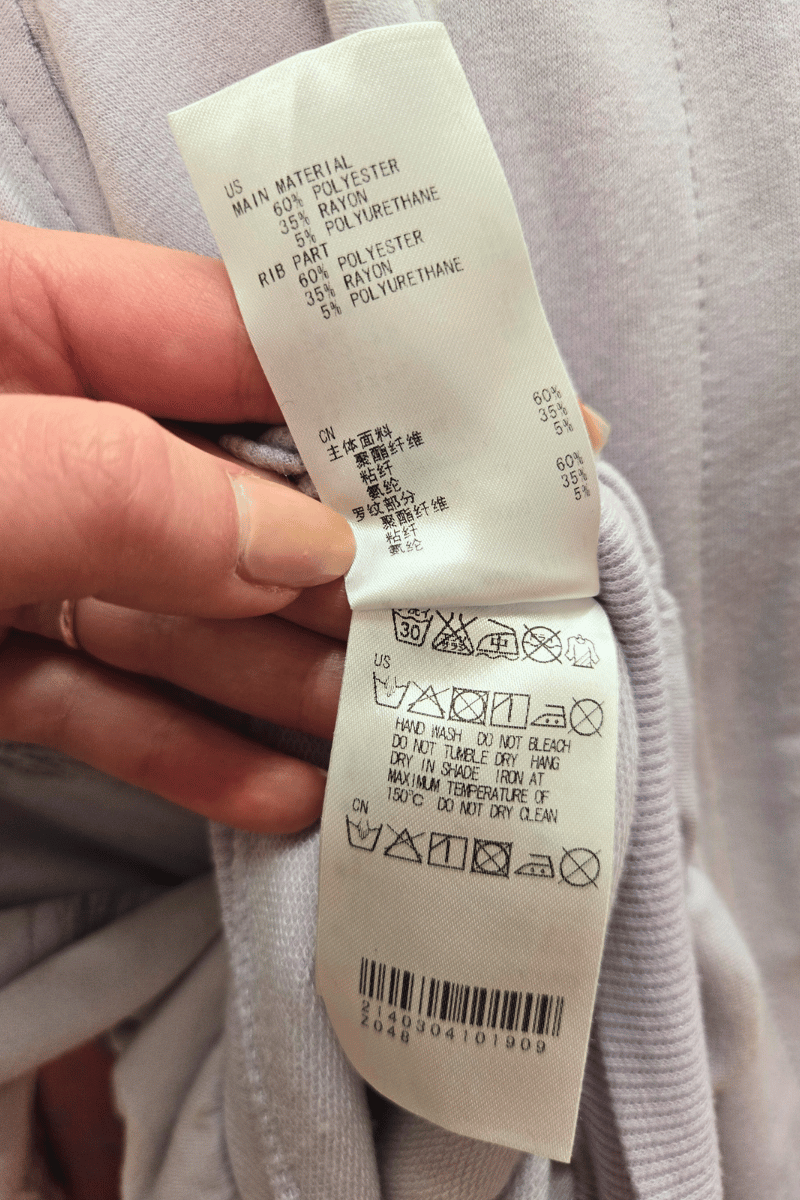 US
MAIN MATERIAL
60% POLYESTER
35% RAYON
5% POLYURETHANE
RIB PART
60% POLYESTER
35% RAYON
5% POLYURETHANE
CN
主体面料
聚酯纤维 60%
粘纤 35%
氨纶 5%
罗纹部分
聚酯纤维 60%
粘纤 35%
氨纶 5%
30 中
US
HAND WASH DO NOT BLEACH
DO NOT TUMBLE DRY HANG
DRY IN SHADE IRON AT
MAXIMUM TEMPERATURE OF
150℃ DO NOT DRY CLEAN
CN
2140304101909
2048